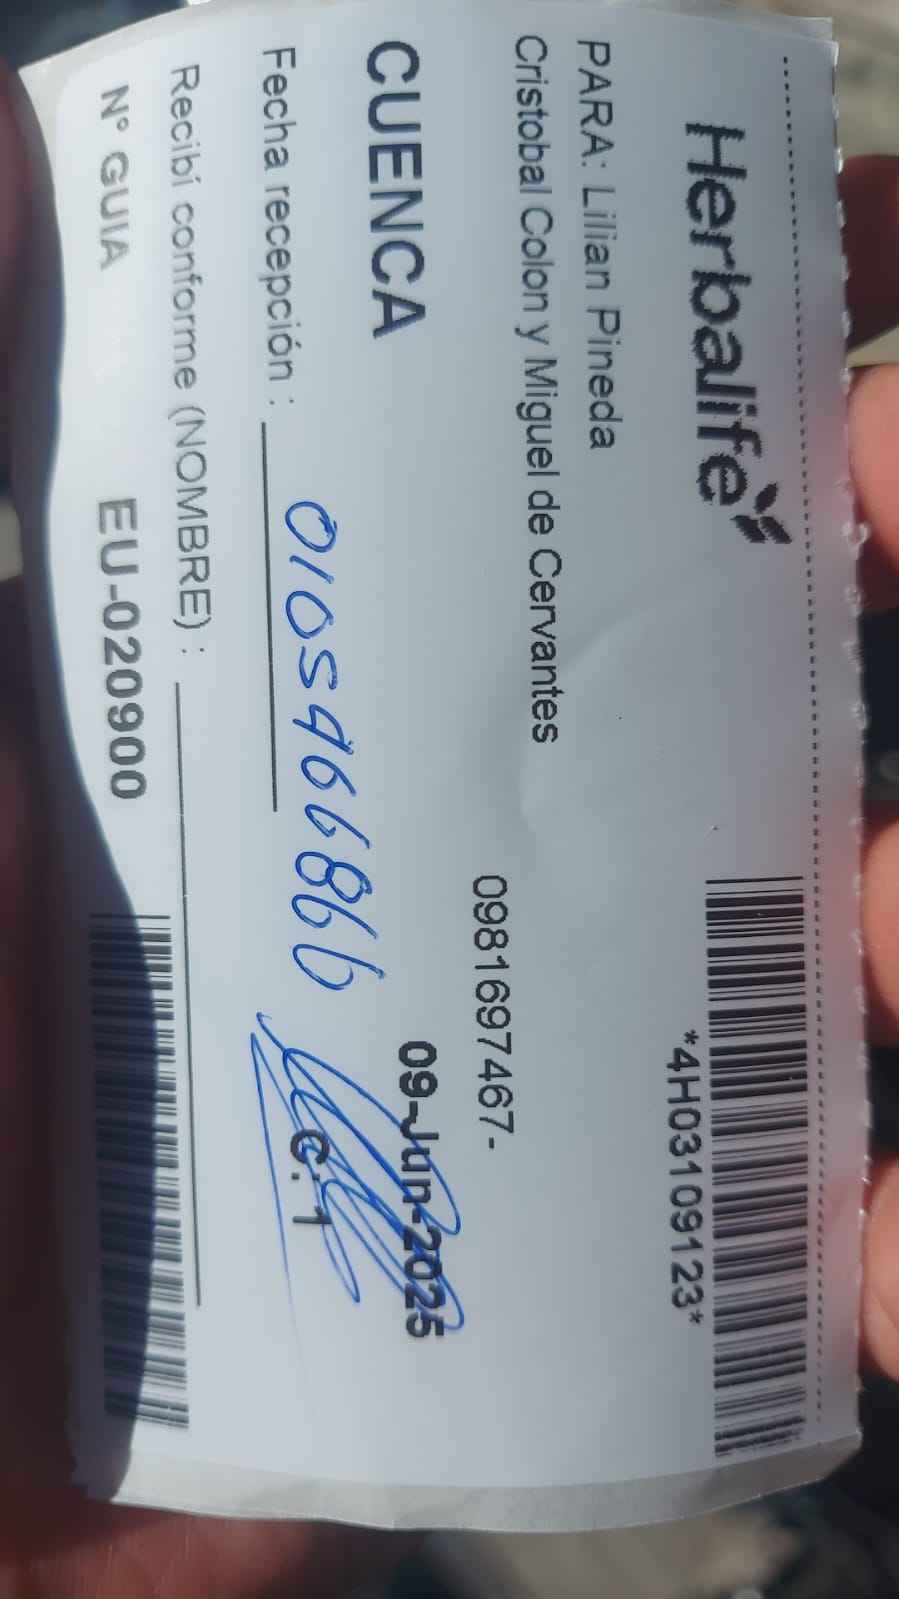 Herbalife
*4H03109123*
PARA: Lilian Pineda
Cristobal Colon y Miguel de Cervantes
0981697467-
CUENCA
09-Jun-2025
Fecha recepción :
0105466866
C: 1
Recibí conforme (NOMBRE) :
Nº GUIA
EU-020900